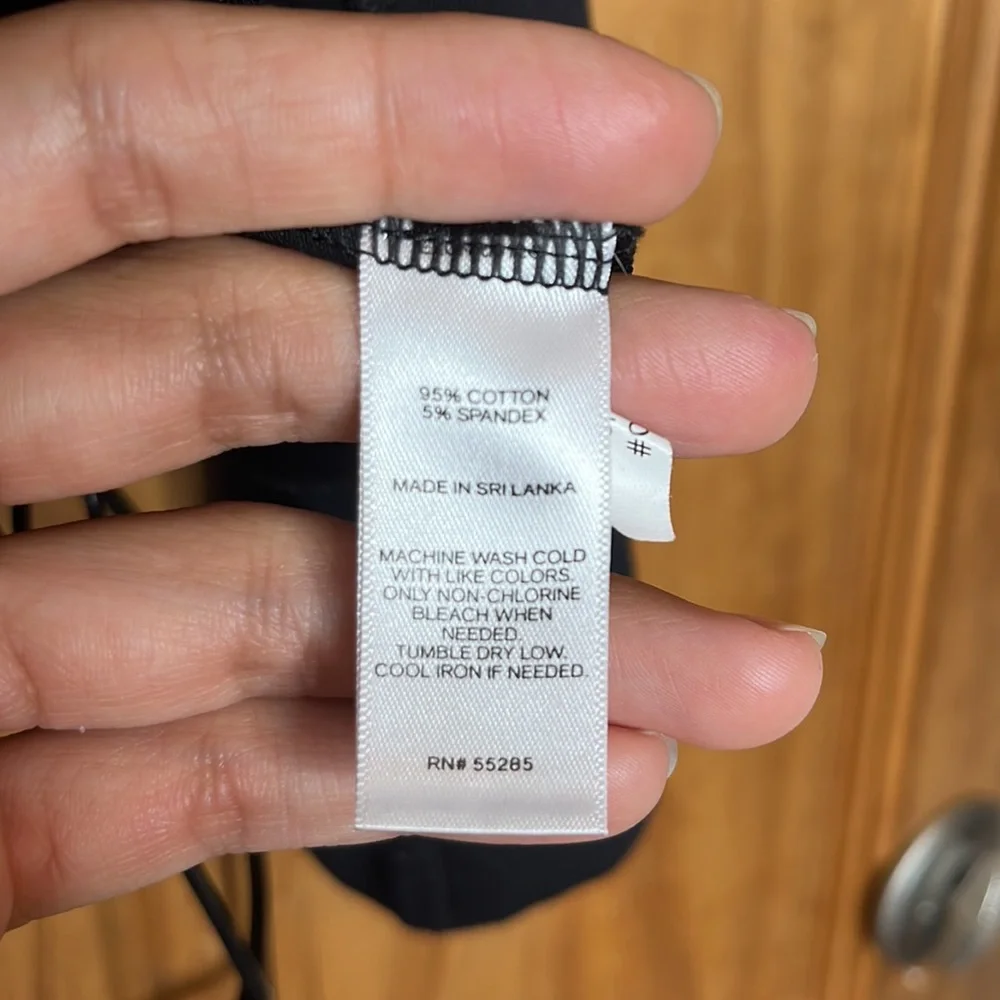 95% COTTON
5% SPANDEX
MADE IN SRI LANKA
MACHINE WASH COLD
WITH LIKE COLORS.
ONLY NON-CHLORINE
BLEACH WHEN
NEEDED.
TUMBLE DRY LOW.
COOL IRON IF NEEDED.
RN# 55285
#